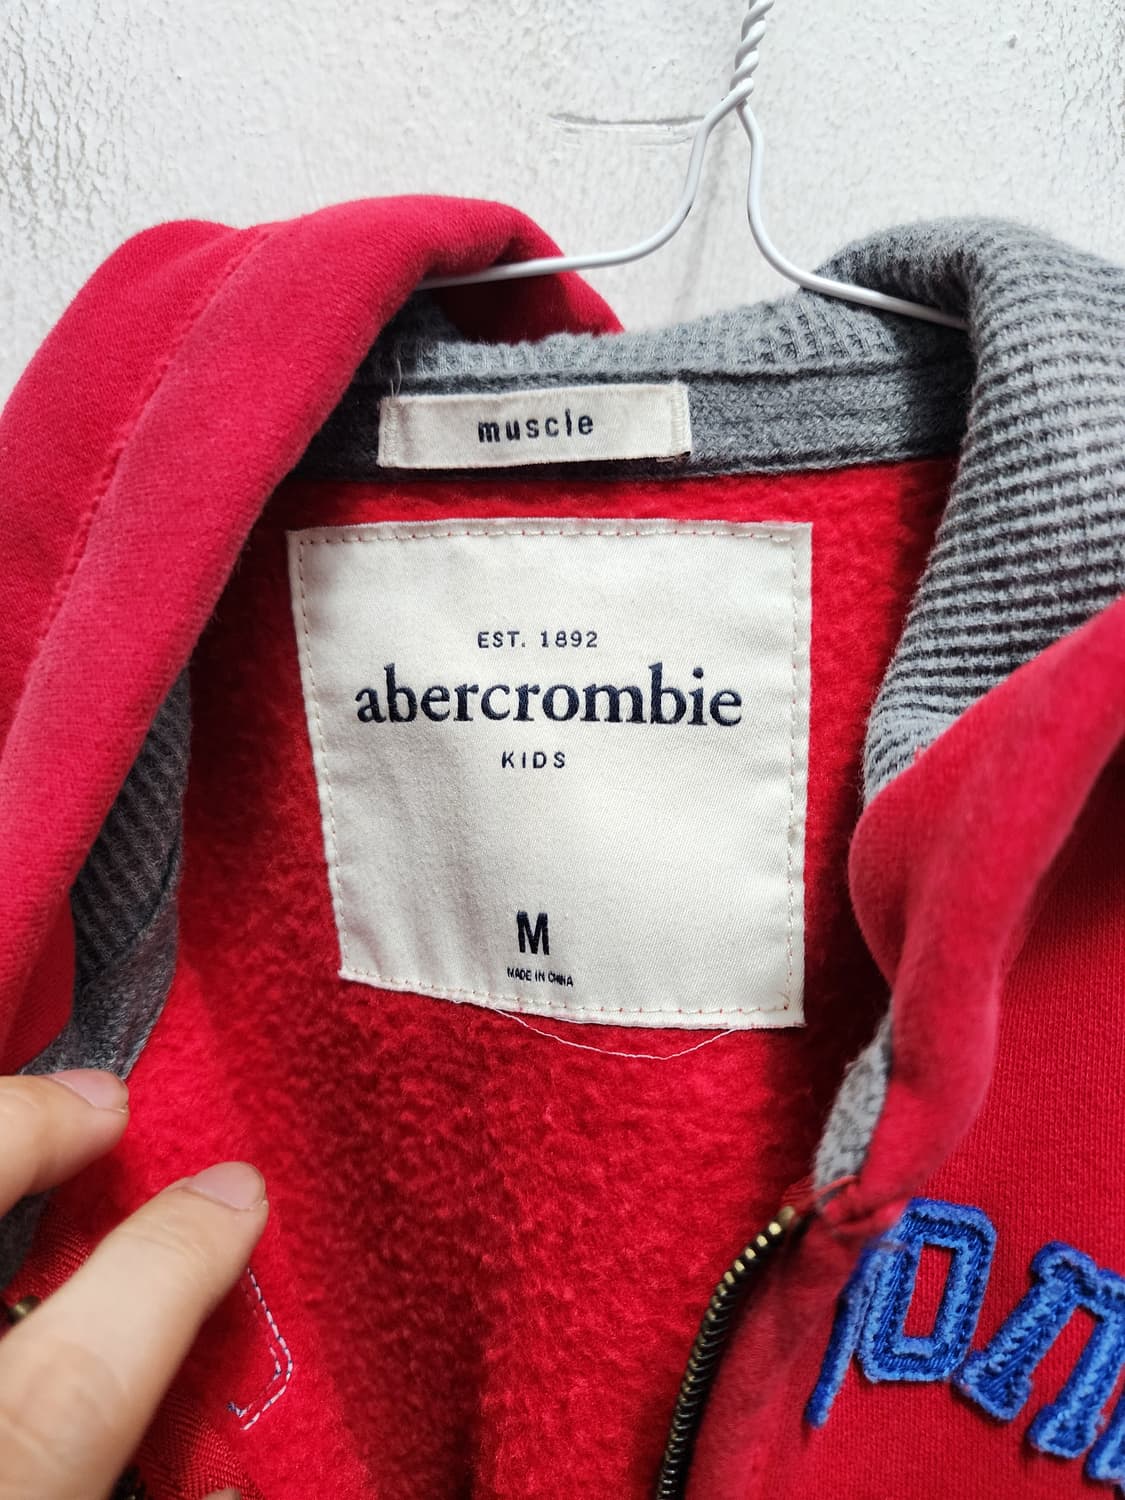 muscle
EST. 1892
abercrombie
KIDS
M
MADE IN CHINA